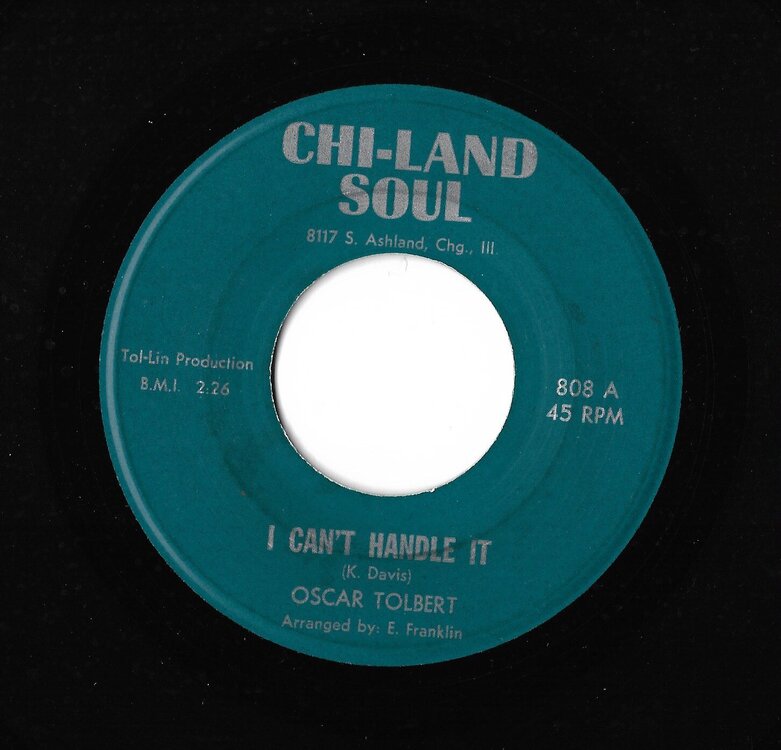 CHI-LAND
SOUL
8117 S. Ashland, Chg., Ill.
Tol-Lin Production
B.M.I. 2:26
808 A
45 RPM
I CAN'T HANDLE IT
(K. Davis)
OSCAR TOLBERT
Arranged by: E. Franklin